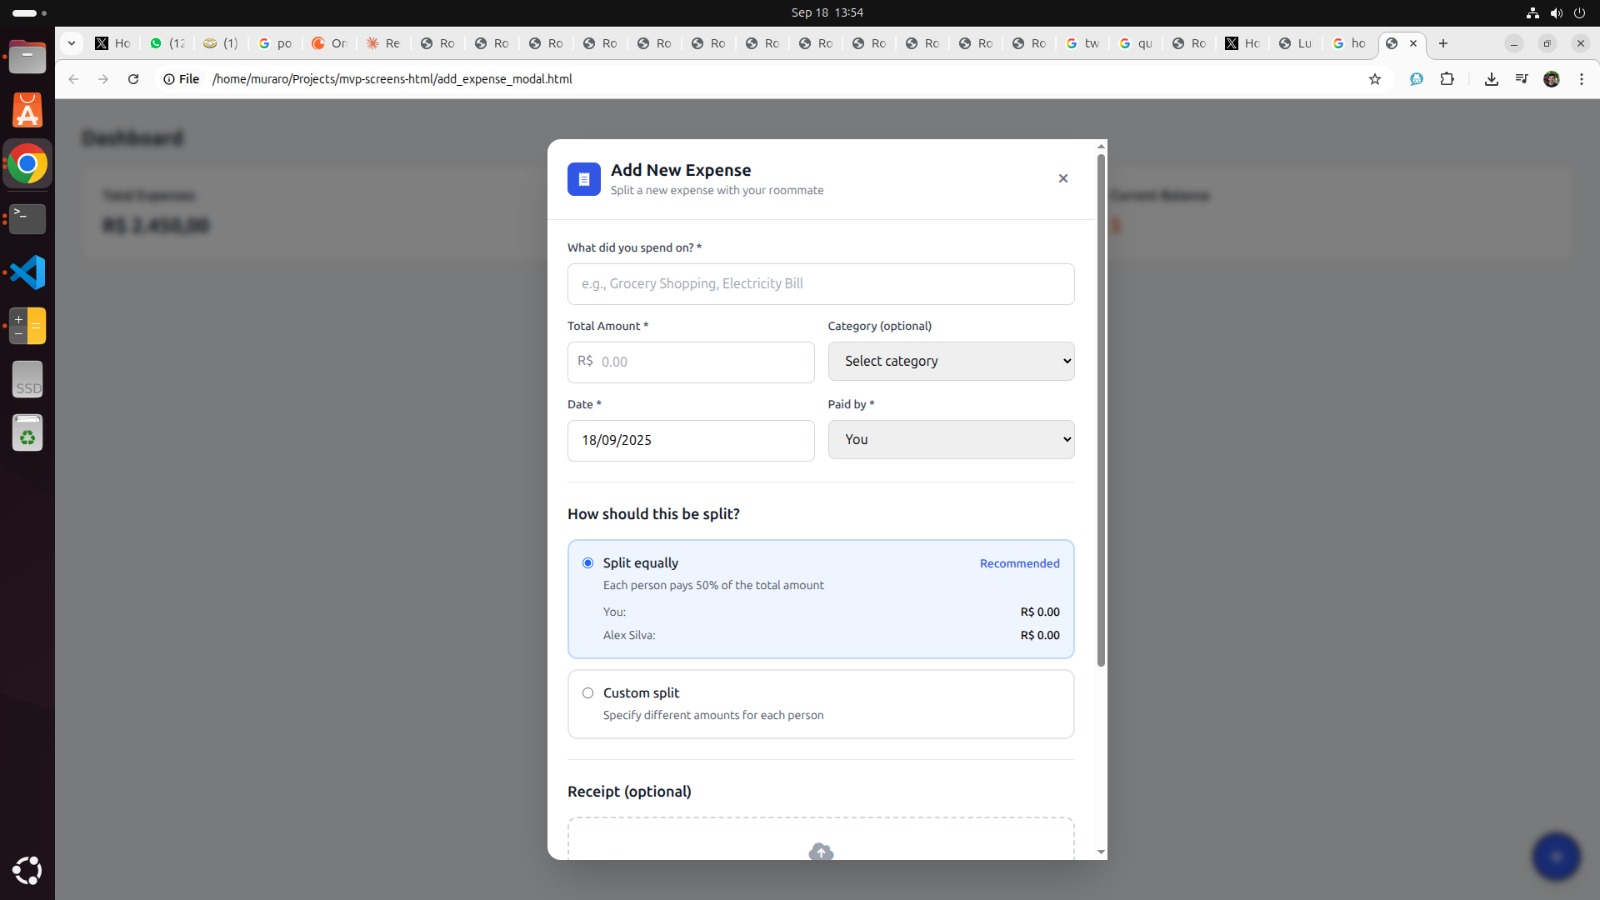 Sep 18 13:54
Ho
(12
(1)
po
Or
Re
Ro
Ro
Ro
Ro
Ro
Ro
Ro
Ro
Ro
Ro
Ro
Ro
tw
qu
Ro
Ho
Lu
ho
File
/home/muraro/Projects/mvp-screens-html/add_expense_modal.html
Dashboard
Total Expenses
R$ 2.450,00
Current Balance
Add New Expense
Split a new expense with your roommate
What did you spend on? *
e.g., Grocery Shopping, Electricity Bill
Total Amount *
Category (optional)
R$ 0.00
Select category
Date *
Paid by *
18/09/2025
You
How should this be split?
Split equally
Recommended
Each person pays 50% of the total amount
You:
R$ 0.00
Alex Silva:
R$ 0.00
Custom split
Specify different amounts for each person
Receipt (optional)
SSD